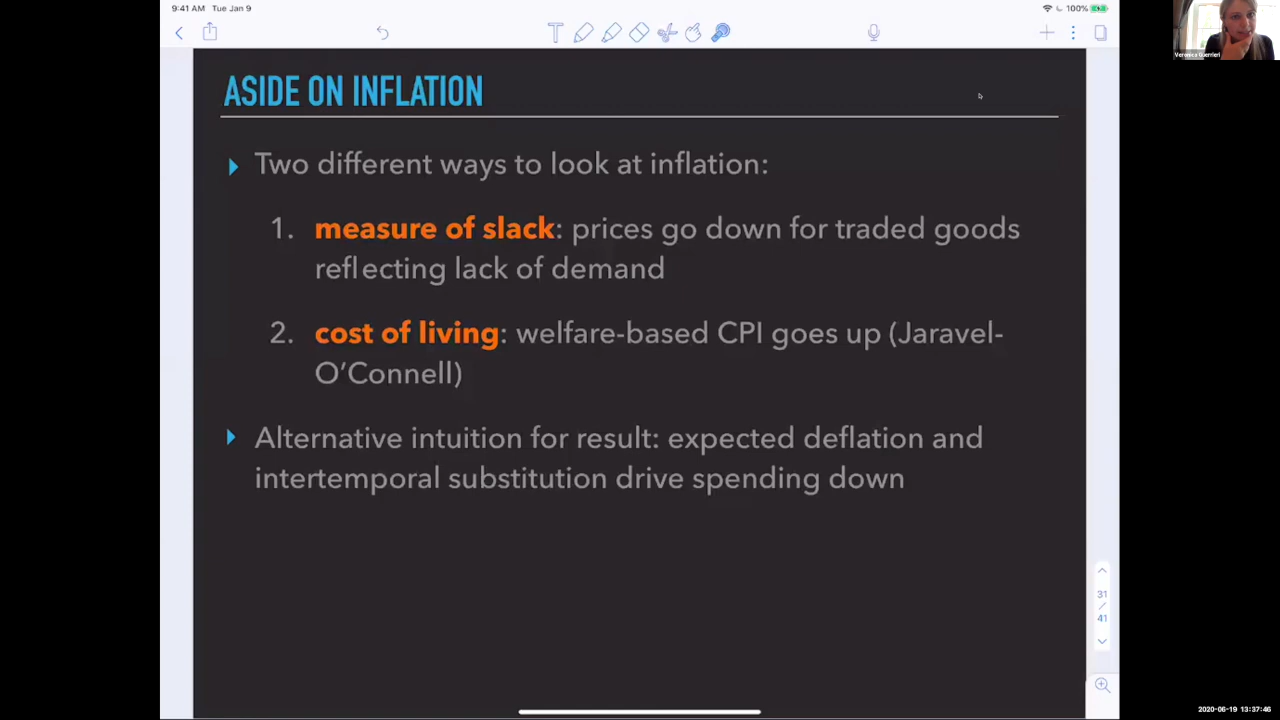 9:41 AM Tue Jan 9
100%
Veronica Guerrieri
ASIDE ON INFLATION
Two different ways to look at inflation:
1. measure of slack: prices go down for traded goods
reflecting lack of demand
2. cost of living: welfare-based CPI goes up (Jaravel-
O’Connell)
Alternative intuition for result: expected deflation and
intertemporal substitution drive spending down
31
/
41
2020-06-19 13:37:46